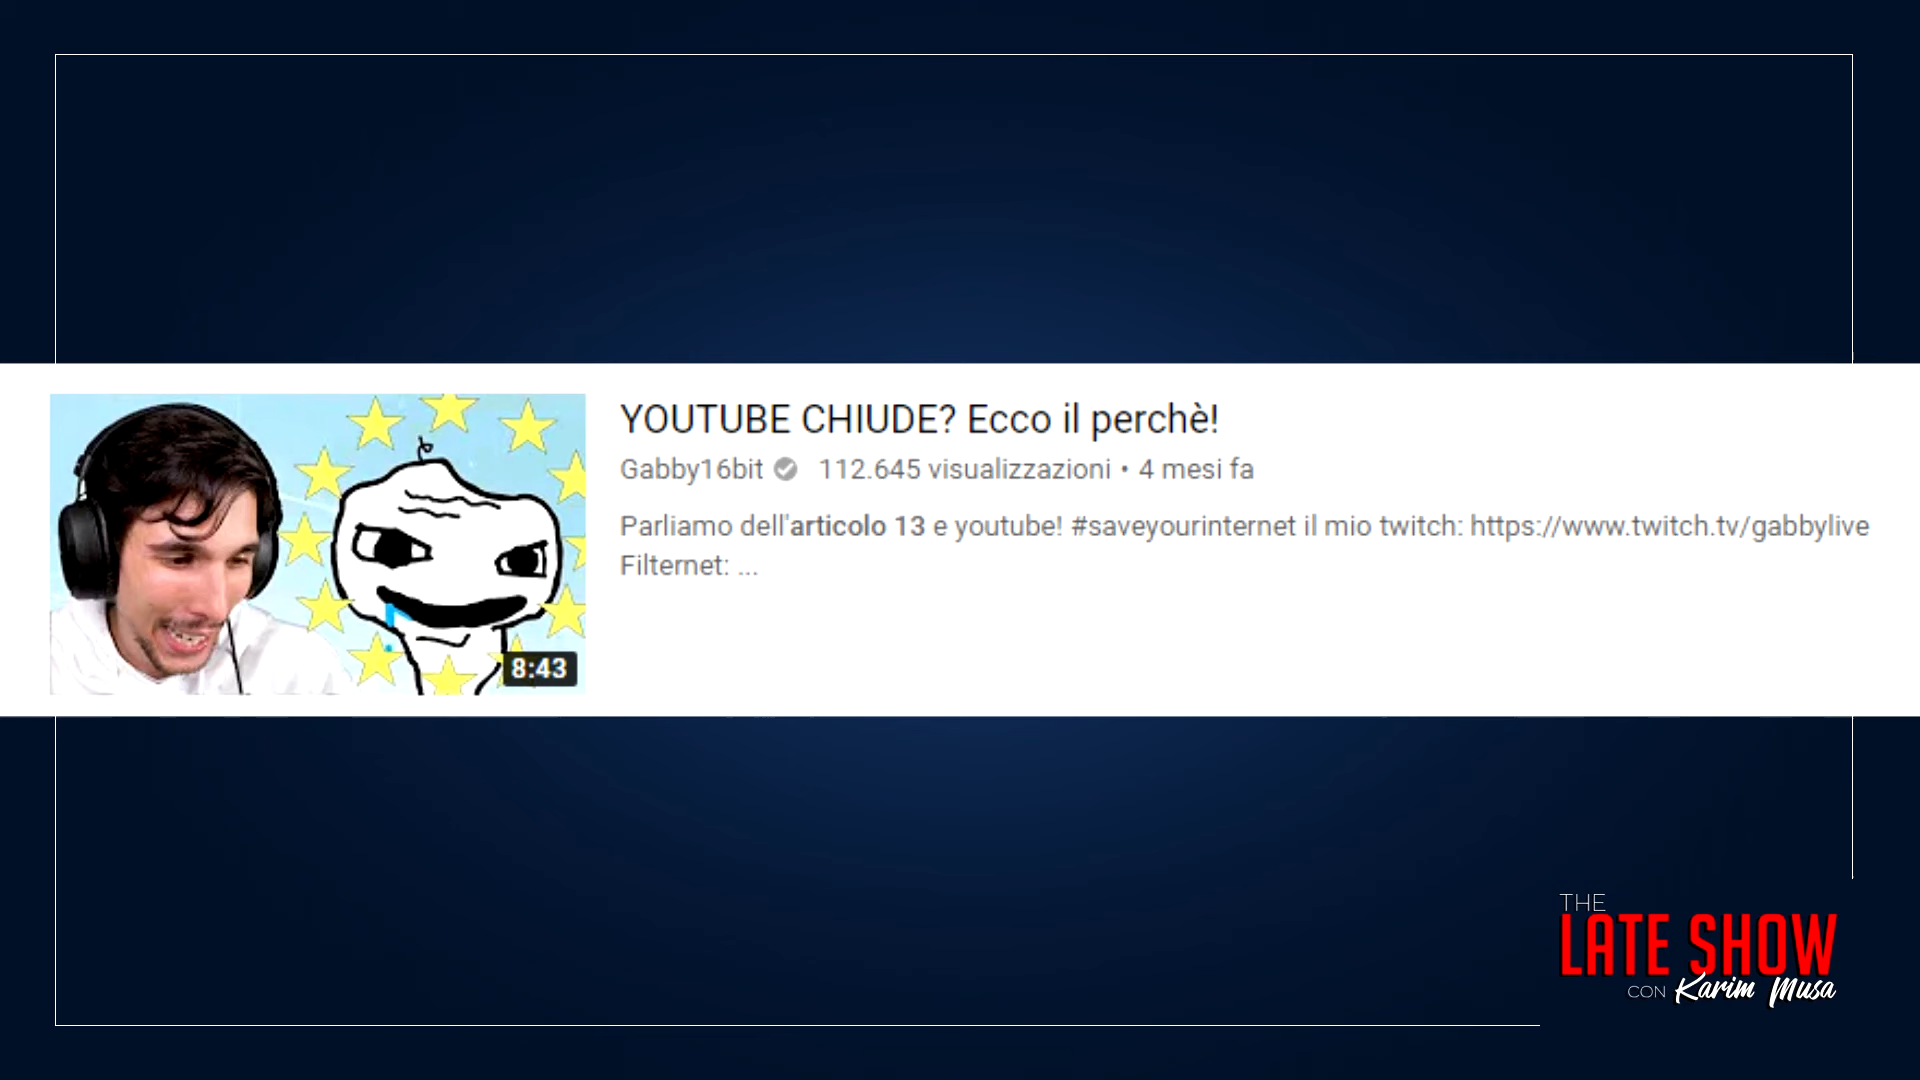 YOUTUBE CHIUDE? Ecco il perchè!
Gabby16bit 112.645 visualizzazioni • 4 mesi fa
Parliamo dell'articolo 13 e youtube! #saveyourinternet il mio twitch: https://www.twitch.tv/gabbylive
Filternet: ...
8:43
THE
LATE SHOW
CON Karim Musa